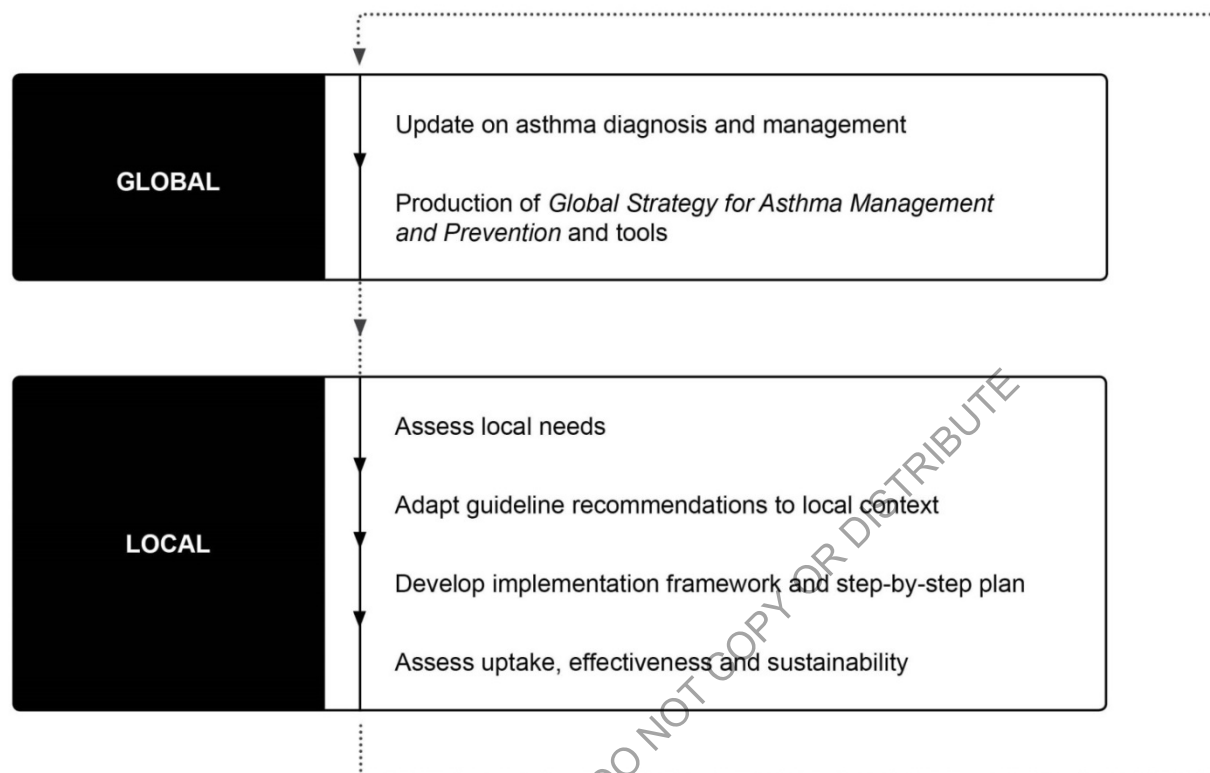 GLOBAL
Update on asthma diagnosis and management
Production of Global Strategy for Asthma Management
and Prevention and tools
LOCAL
Assess local needs
Adapt guideline recommendations to local context
Develop implementation framework and step-by-step plan
Assess uptake, effectiveness and sustainability
DO NOT COPY OR DISTRIBUTE